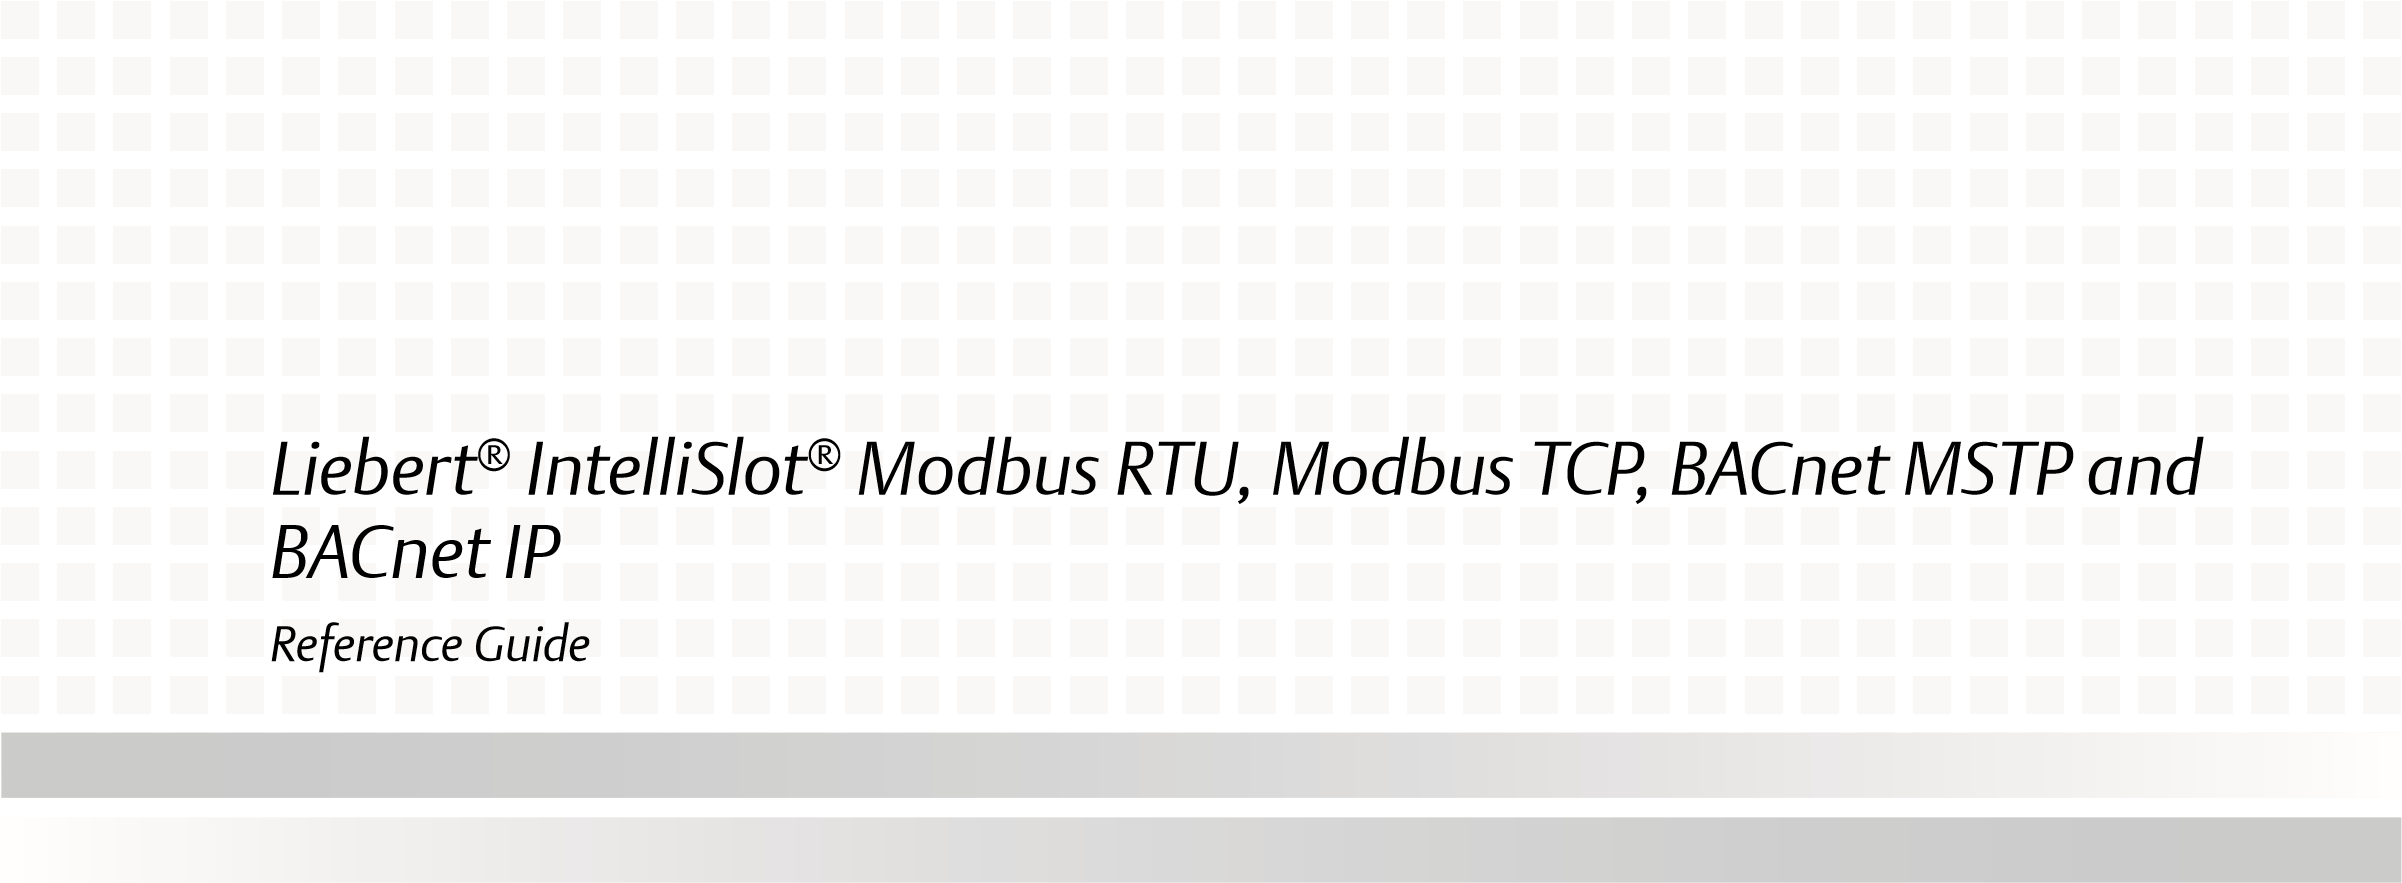 Liebert® IntelliSlot® Modbus RTU, Modbus TCP, BACnet MSTP and
BACnet IP
Reference Guide